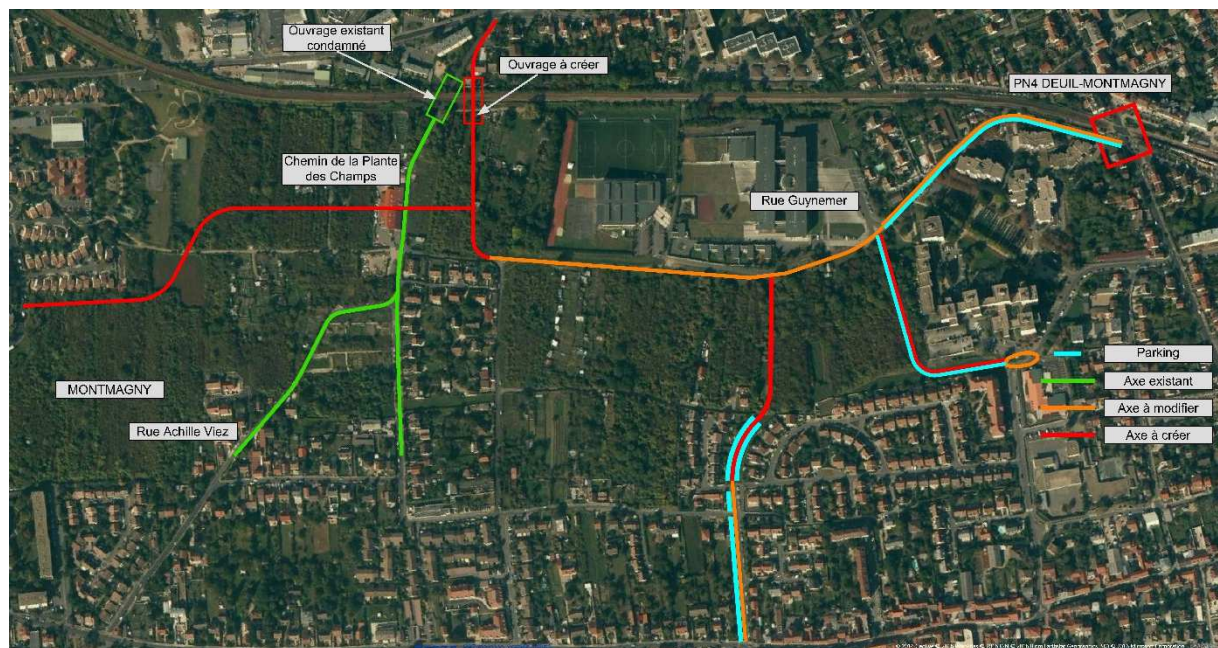 Ouvrage existant
condamné
Ouvrage à créer
PN4 DEUIL-MONTMAGNY
Chemin de la Plante
des Champs
Rue Guynemer
Parking
Axe existant
MONTMAGNY
Axe à modifier
Rue Achille Viez
Axe à créer